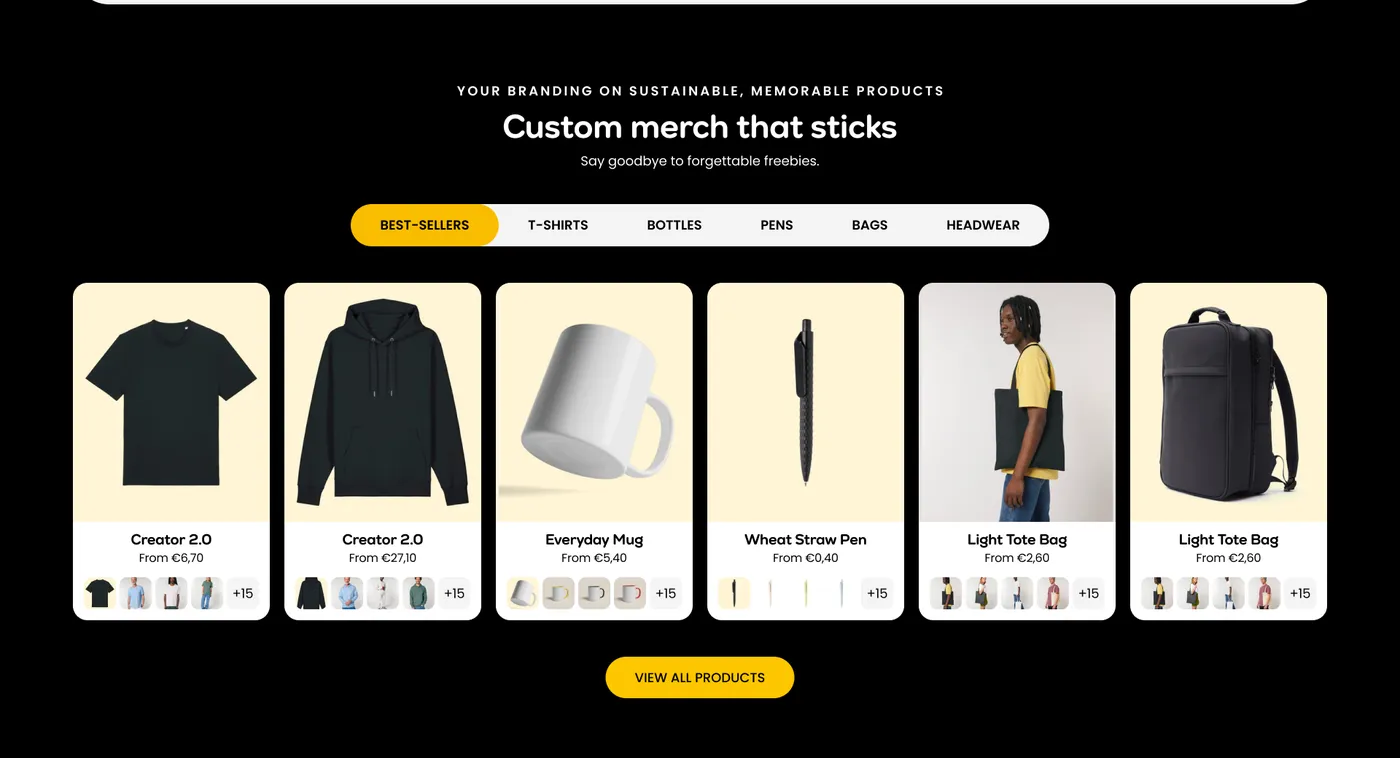 YOUR BRANDING ON SUSTAINABLE, MEMORABLE PRODUCTS
Custom merch that sticks
Say goodbye to forgettable freebies.
BEST-SELLERS T-SHIRTS BOTTLES PENS BAGS HEADWEAR
Creator 2.0
From €6,70
+15
Creator 2.0
From €27,10
+15
Everyday Mug
From €5,40
+15
Wheat Straw Pen
From €0,40
+15
Light Tote Bag
From €2,60
+15
Light Tote Bag
From €2,60
+15
VIEW ALL PRODUCTS